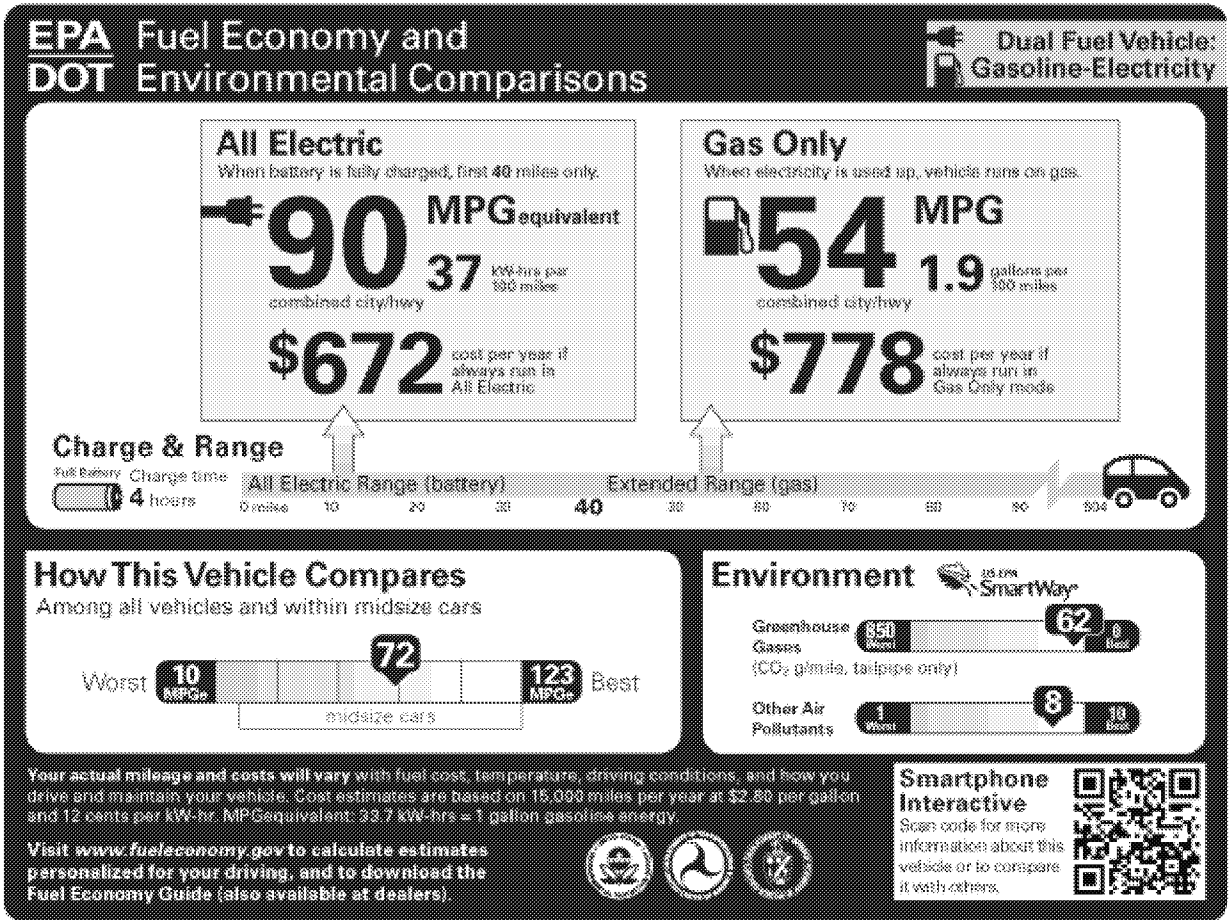 EPA
DOT
Fuel Economy and
Environmental Comparisons
Dual Fuel Vehicle:
Gasoline-Electricity
All Electric
When battery is fully charged, first 40 miles only.
90 MPGequivalent
37 kW-hrs per
100 miles
combined city/hwy
$672 cost per year if
always run in
All Electric
Gas Only
When electricity is used up, vehicle runs on gas.
54 MPG
1.9 gallons per
100 miles
combined city/hwy
$778 cost per year if
always run in
Gas Only mode
Charge & Range
Full Battery
Charge time
4 hours
All Electric Range (battery) Extended Range (gas)
0 miles 10 20 30 40 50 60 70 80 90 504
How This Vehicle Compares
Among all vehicles and within midsize cars
72
Worst 10 MPGe 123 MPGe Best
midsize cars
Environment
US EPA
SmartWay
Greenhouse
Gases
(CO₂ g/mile, tailpipe only)
850 Worst 62 0 Best
Other Air
Pollutants
1 Worst 8 10 Best
Your actual mileage and costs will vary with fuel cost, temperature, driving conditions, and how you
drive and maintain your vehicle. Cost estimates are based on 15,000 miles per year at $2.80 per gallon
and 12 cents per kW-hr. MPGequivalent: 33.7 kW-hrs = 1 gallon gasoline energy.
Visit www.fueleconomy.gov to calculate estimates
personalized for your driving, and to download the
Fuel Economy Guide (also available at dealers).
Smartphone
Interactive
Scan code for more
information about this
vehicle or to compare
it with others.